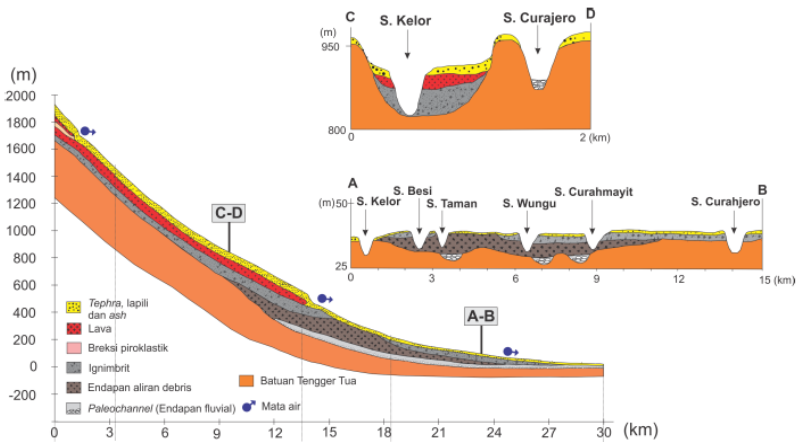 C
S. Kelor
S. Curajero
D
(m)
950
800
0
2 (km)
(m)
2000
1800
1600
1400
1200
1000
800
600
400
200
0
-200
-400
C-D
A
S. Kelor
S. Besi
S. Taman
S. Wungu
S. Curahmayit
S. Curahjero
B
(m) 50
25
0
3
6
9
12
15 (km)
A-B
Tephra, lapili
dan ash
Lava
Breksi piroklastik
Ignimbrit
Endapan aliran debris
Paleochannel (Endapan fluvial)
Batuan Tengger Tua
Mata air
0 3 6 9 12 15 18 21 24 27 30 (km)